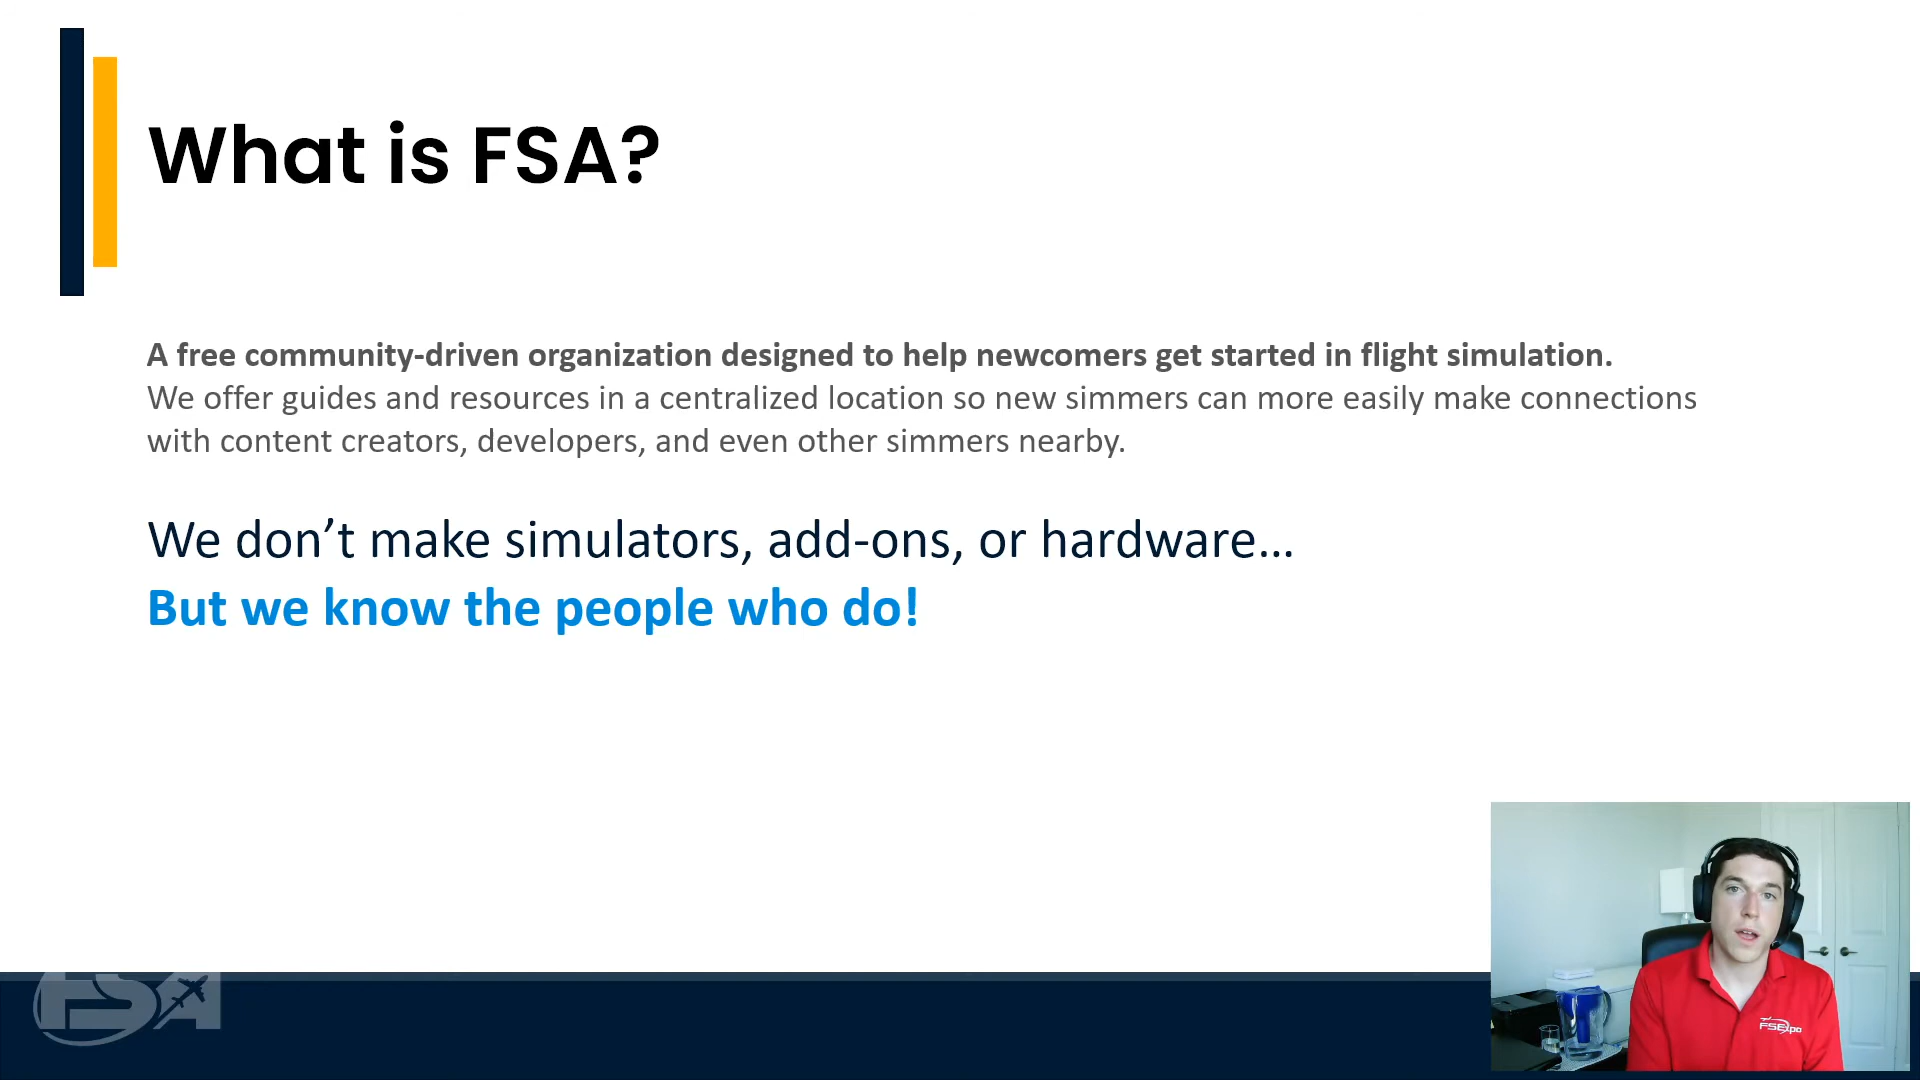 What is FSA?
A free community-driven organization designed to help newcomers get started in flight simulation.
We offer guides and resources in a centralized location so new simmers can more easily make connections
with content creators, developers, and even other simmers nearby.
We don’t make simulators, add-ons, or hardware...
But we know the people who do!
FSA
FSExpo